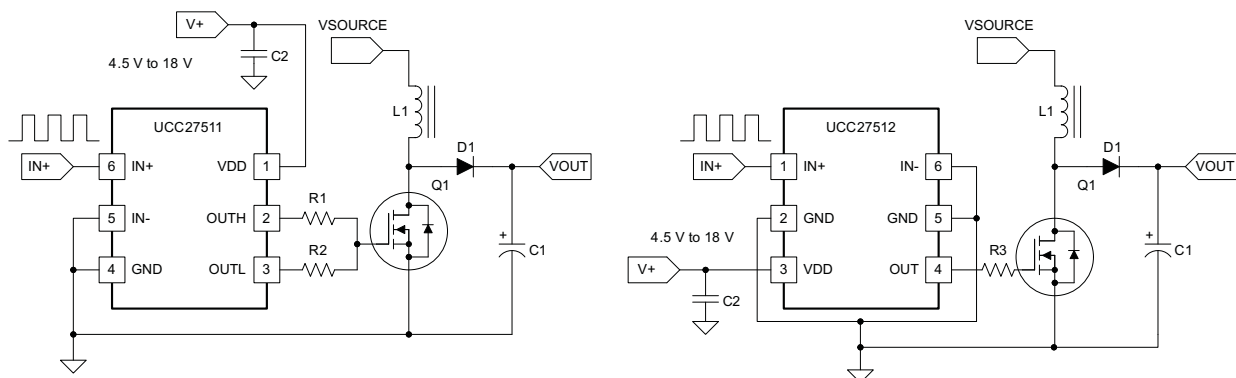 V+
VSOURCE
C2
4.5 V to 18 V
L1
UCC27511
IN+
6
IN+
VDD
1
D1
VOUT
Q1
R1
5
IN-
OUTH
2
R2
+
C1
4
GND
OUTL
3
VSOURCE
L1
UCC27512
IN+
1
IN+
IN-
6
D1
VOUT
Q1
2
GND
GND
5
4.5 V to 18 V
R3
+
C1
V+
3
VDD
OUT
4
C2